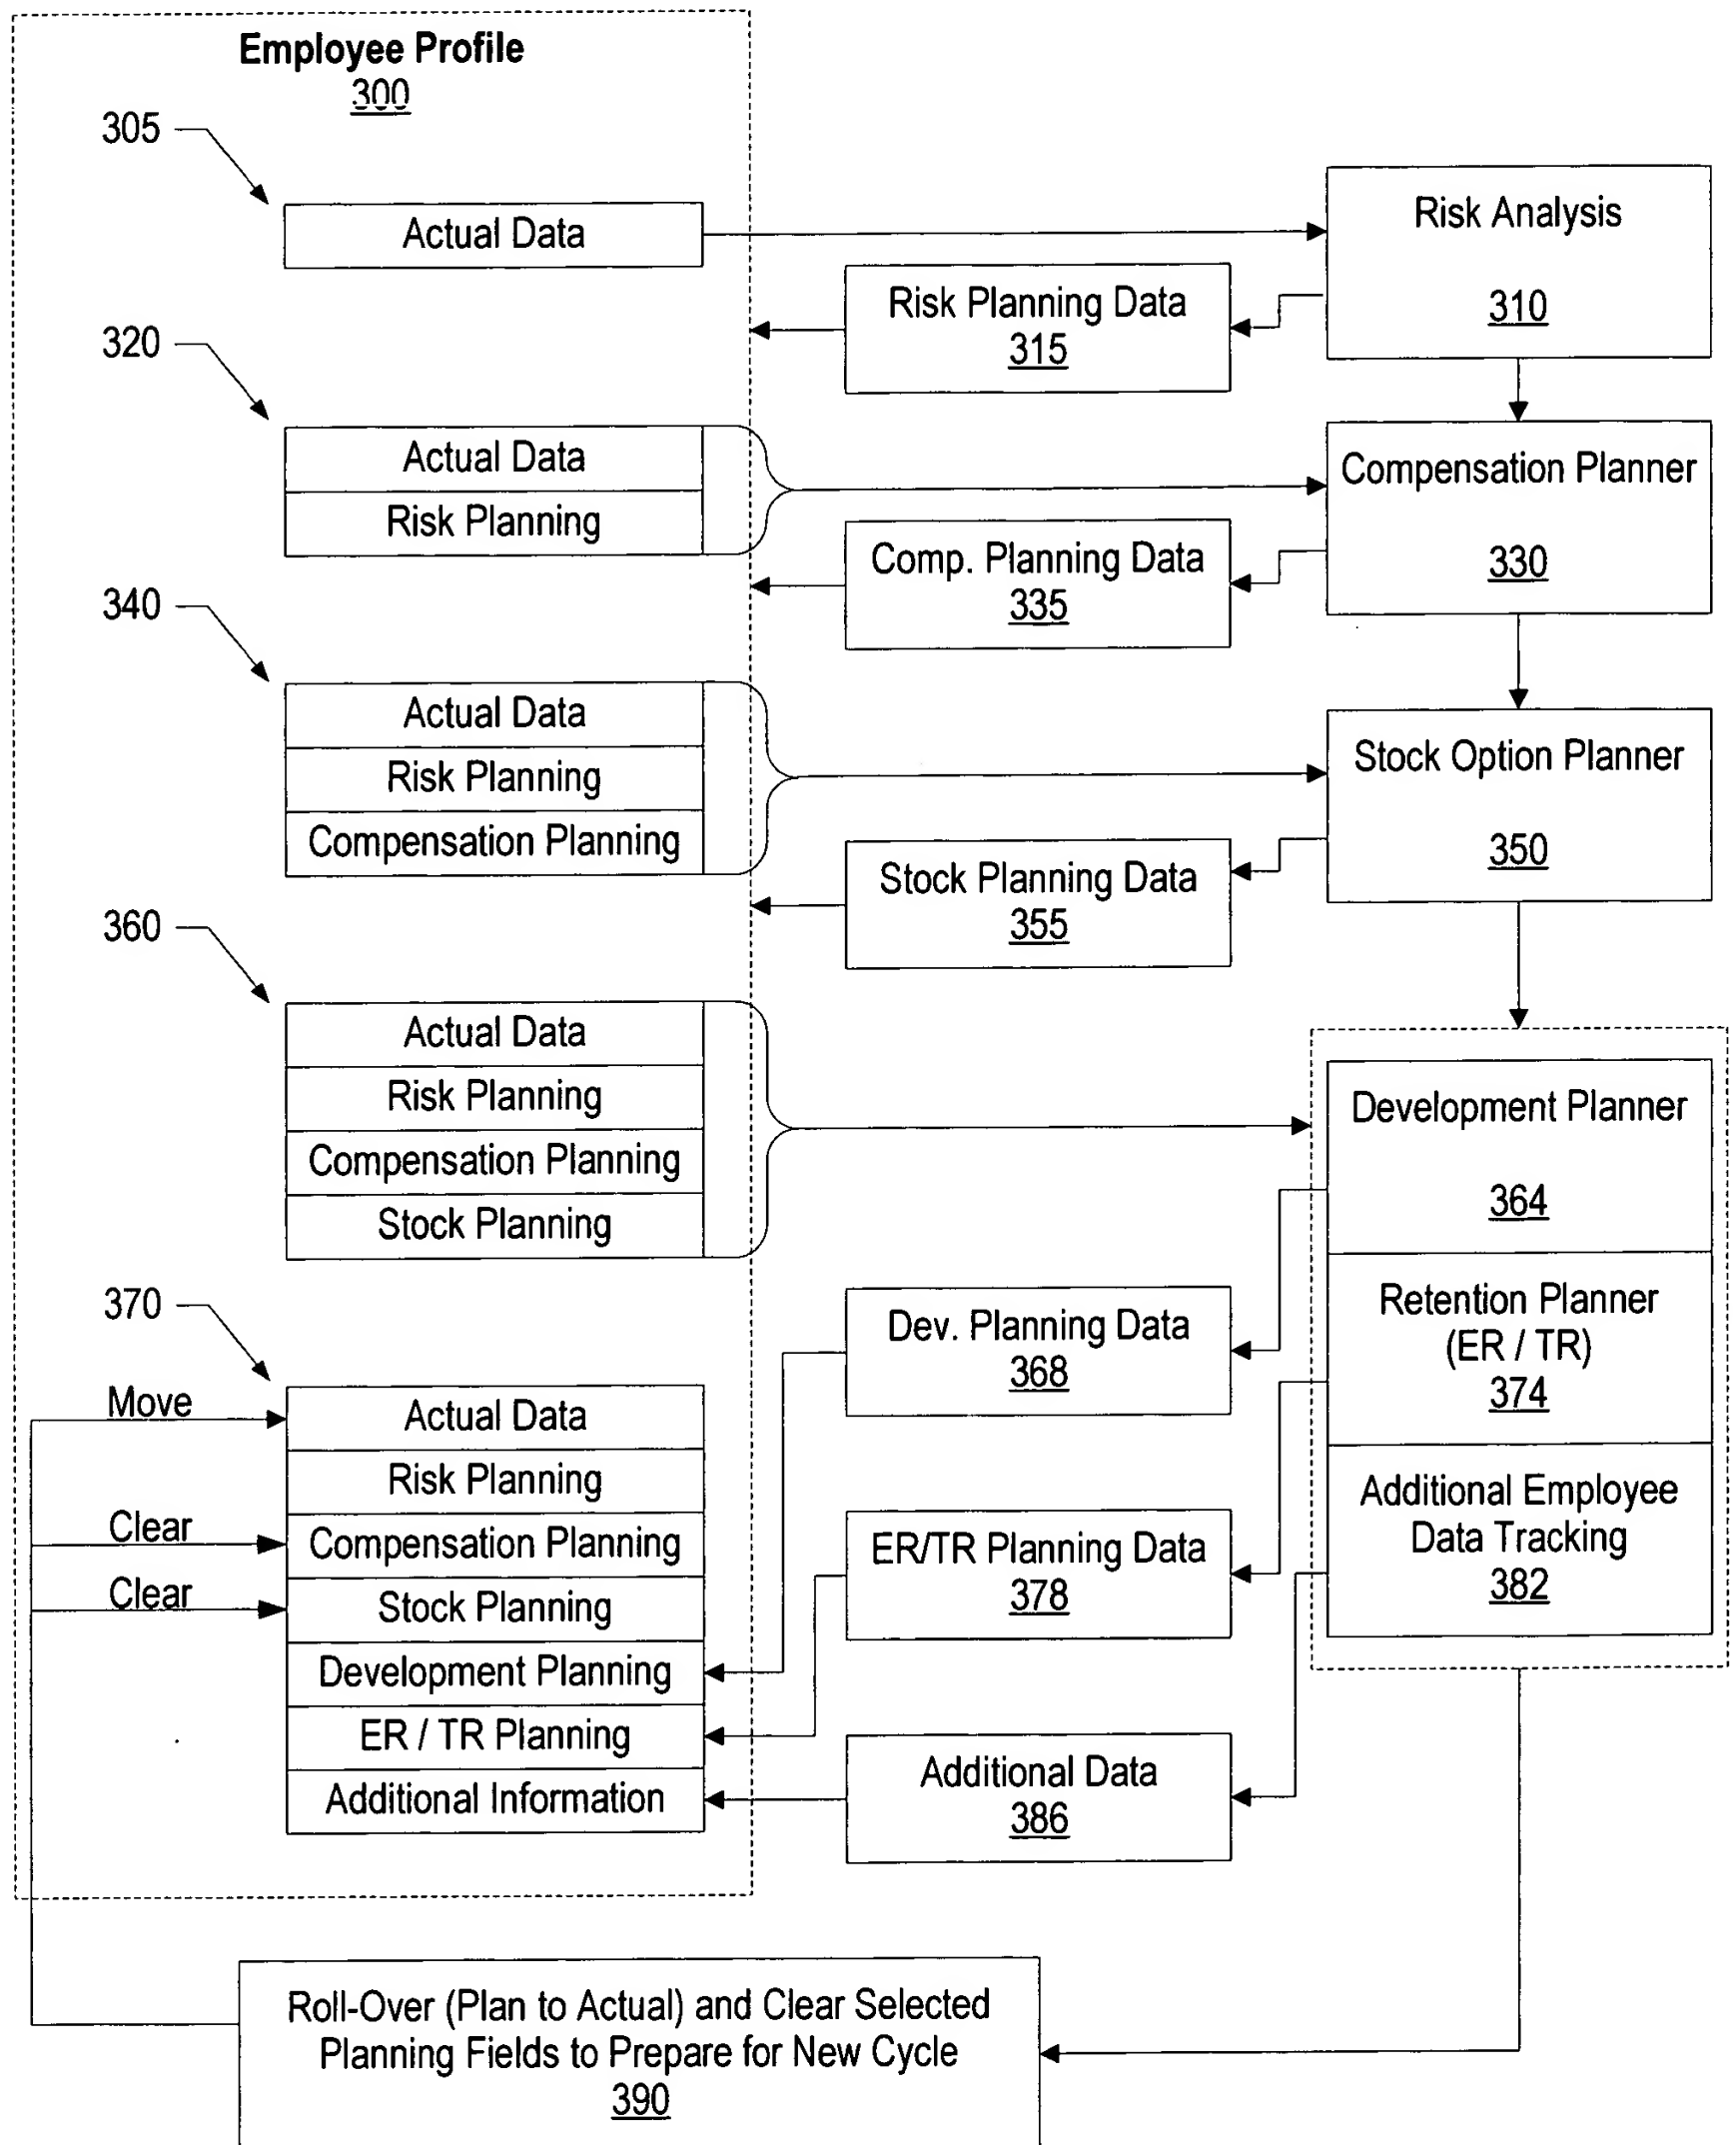 Employee Profile
300
305
Actual Data
Risk Analysis
310
Risk Planning Data
315
320
Actual Data
Risk Planning
Compensation Planner
330
Comp. Planning Data
335
340
Actual Data
Risk Planning
Compensation Planning
Stock Option Planner
350
Stock Planning Data
355
360
Actual Data
Risk Planning
Compensation Planning
Stock Planning
Development Planner
364
Retention Planner
(ER / TR)
374
Additional Employee
Data Tracking
382
Dev. Planning Data
368
ER/TR Planning Data
378
Additional Data
386
370
Move
Clear
Clear
Actual Data
Risk Planning
Compensation Planning
Stock Planning
Development Planning
ER / TR Planning
Additional Information
Roll-Over (Plan to Actual) and Clear Selected
Planning Fields to Prepare for New Cycle
390